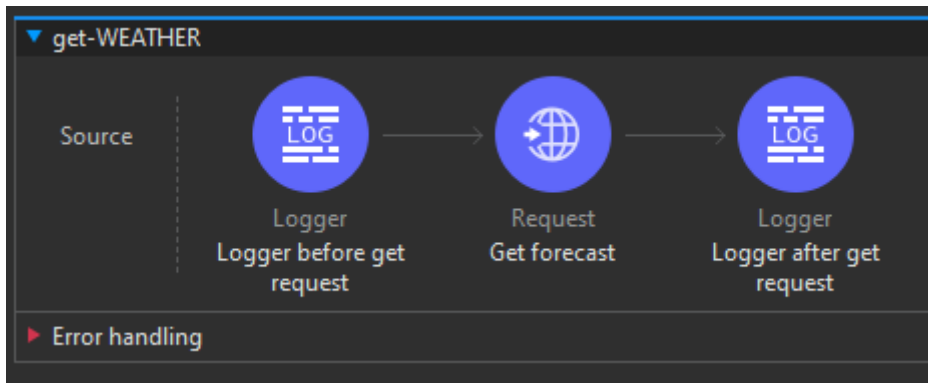 get-WEATHER
Source
LOG
LOG
Logger
Request
Logger
Logger before get
request
Get forecast
Logger after get
request
Error handling